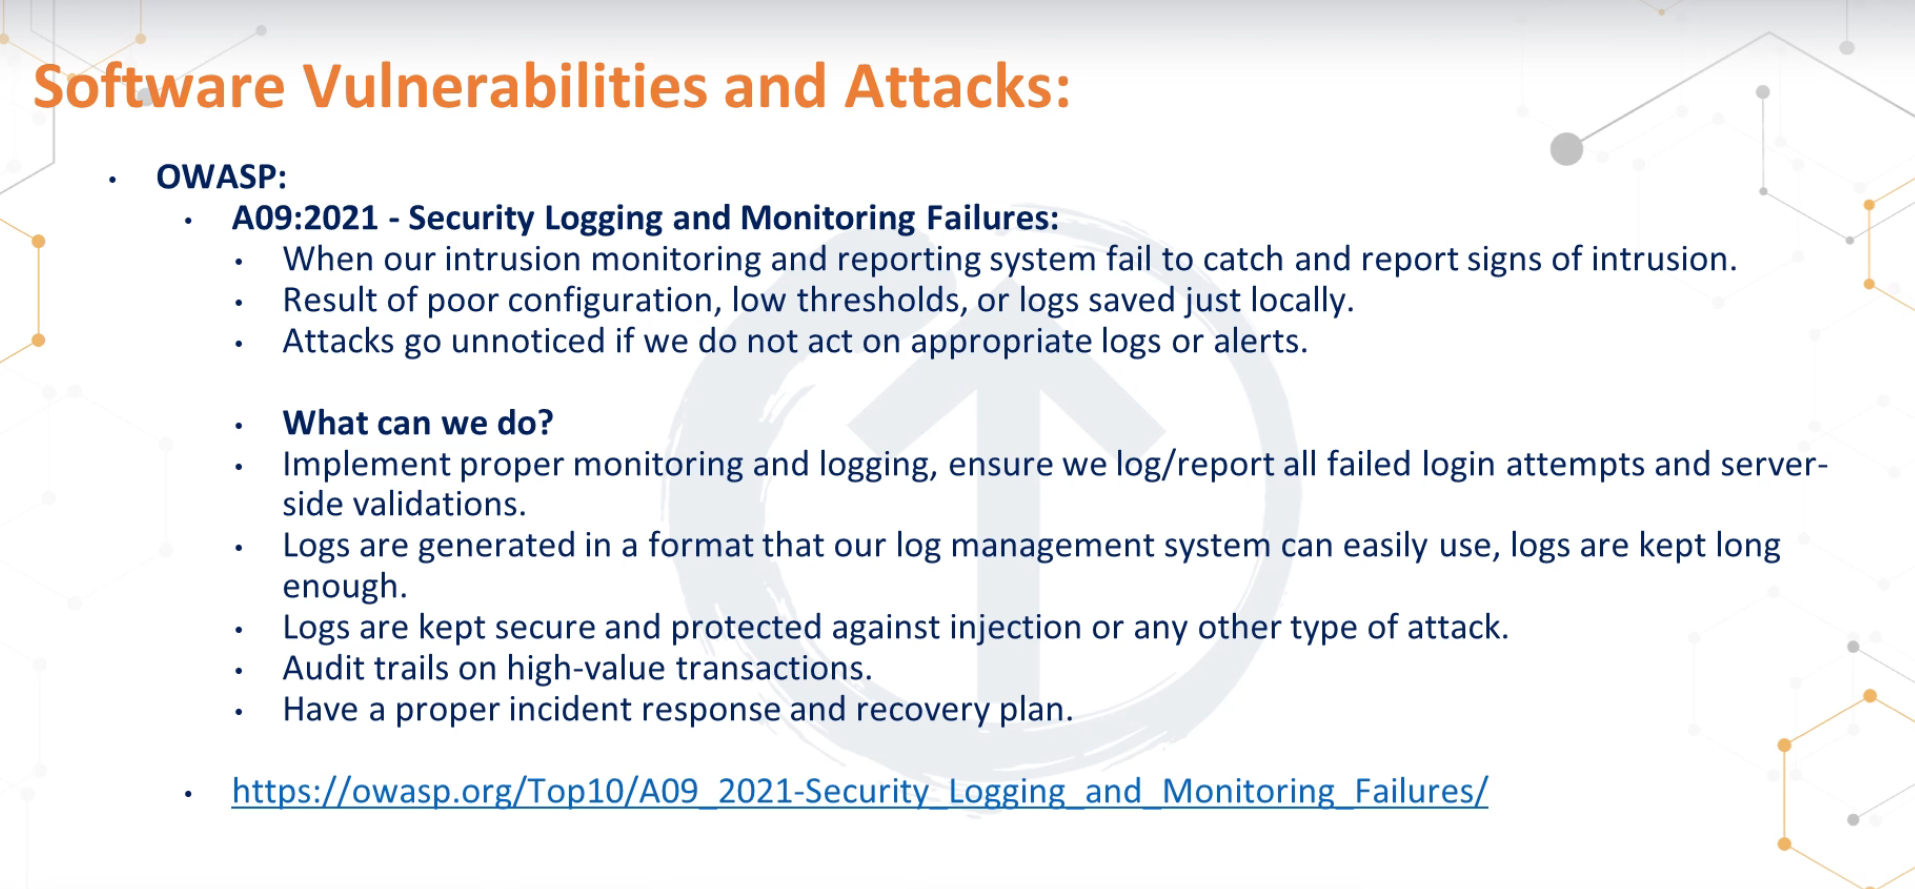 Software Vulnerabilities and Attacks:
• OWASP:
• A09:2021 - Security Logging and Monitoring Failures:
• When our intrusion monitoring and reporting system fail to catch and report signs of intrusion.
• Result of poor configuration, low thresholds, or logs saved just locally.
• Attacks go unnoticed if we do not act on appropriate logs or alerts.
• What can we do?
• Implement proper monitoring and logging, ensure we log/report all failed login attempts and server-
side validations.
• Logs are generated in a format that our log management system can easily use, logs are kept long
enough.
• Logs are kept secure and protected against injection or any other type of attack.
• Audit trails on high-value transactions.
• Have a proper incident response and recovery plan.
• https://owasp.org/Top10/A09_2021-Security_Logging_and_Monitoring_Failures/